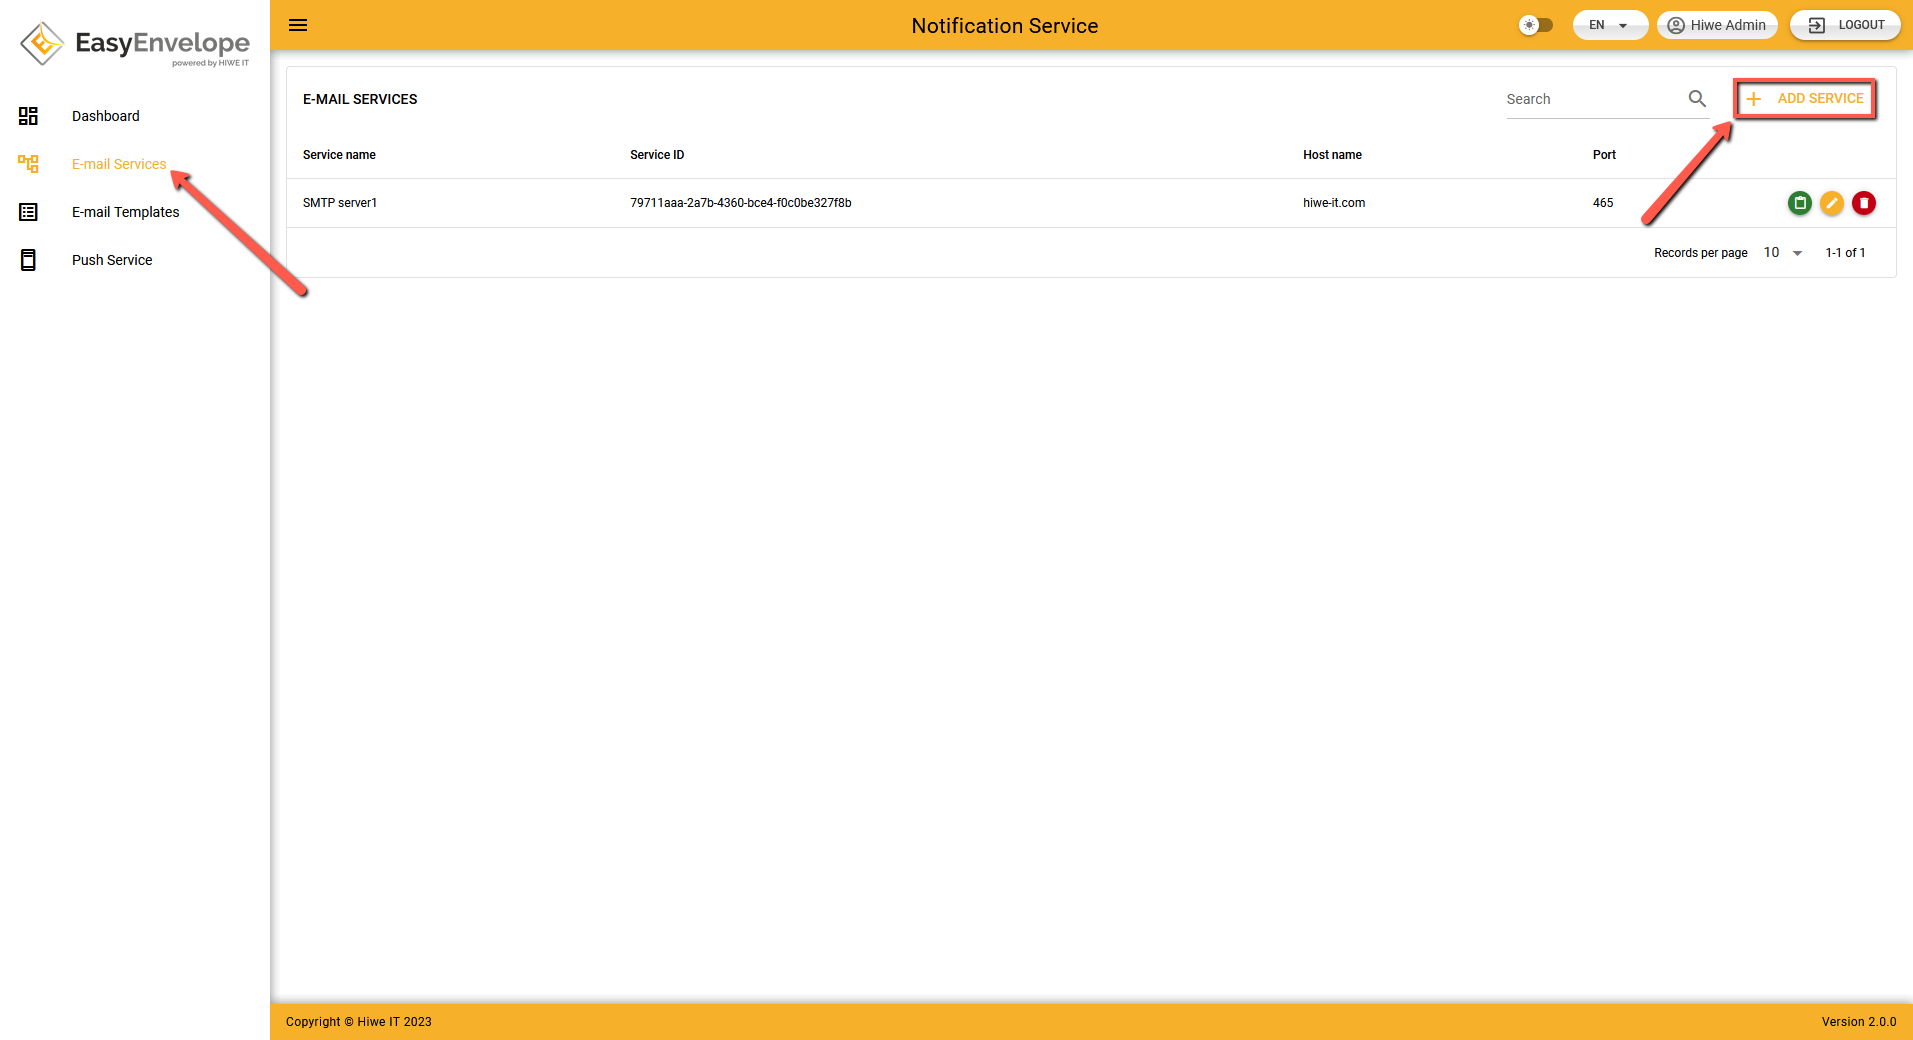 EasyEnvelope
powered by HIWE IT
Notification Service
EN
Hiwe Admin
LOGOUT
Dashboard
E-mail Services
E-mail Templates
Push Service
E-MAIL SERVICES
Search
ADD SERVICE
Service name Service ID Host name Port
SMTP server1 79711aaa-2a7b-4360-bce4-f0c0be327f8b hiwe-it.com 465
Records per page 10 1-1 of 1
Copyright © Hiwe IT 2023
Version 2.0.0